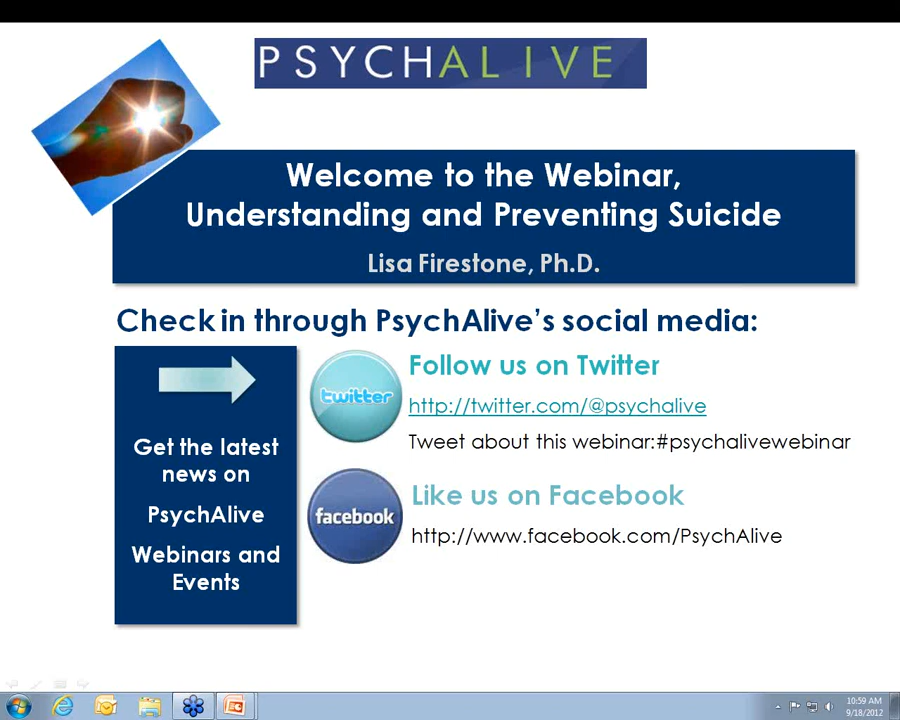 PSYCHALIVE
Welcome to the Webinar,
Understanding and Preventing Suicide
Lisa Firestone, Ph.D.
Check in through PsychAlive's social media:
Get the latest
news on
PsychAlive
Webinars and
Events
twitter
Follow us on Twitter
http://twitter.com/@psychalive
Tweet about this webinar:#psychalivewebinar
facebook
Like us on Facebook
http://www.facebook.com/PsychAlive
10:59 AM
9/18/2012